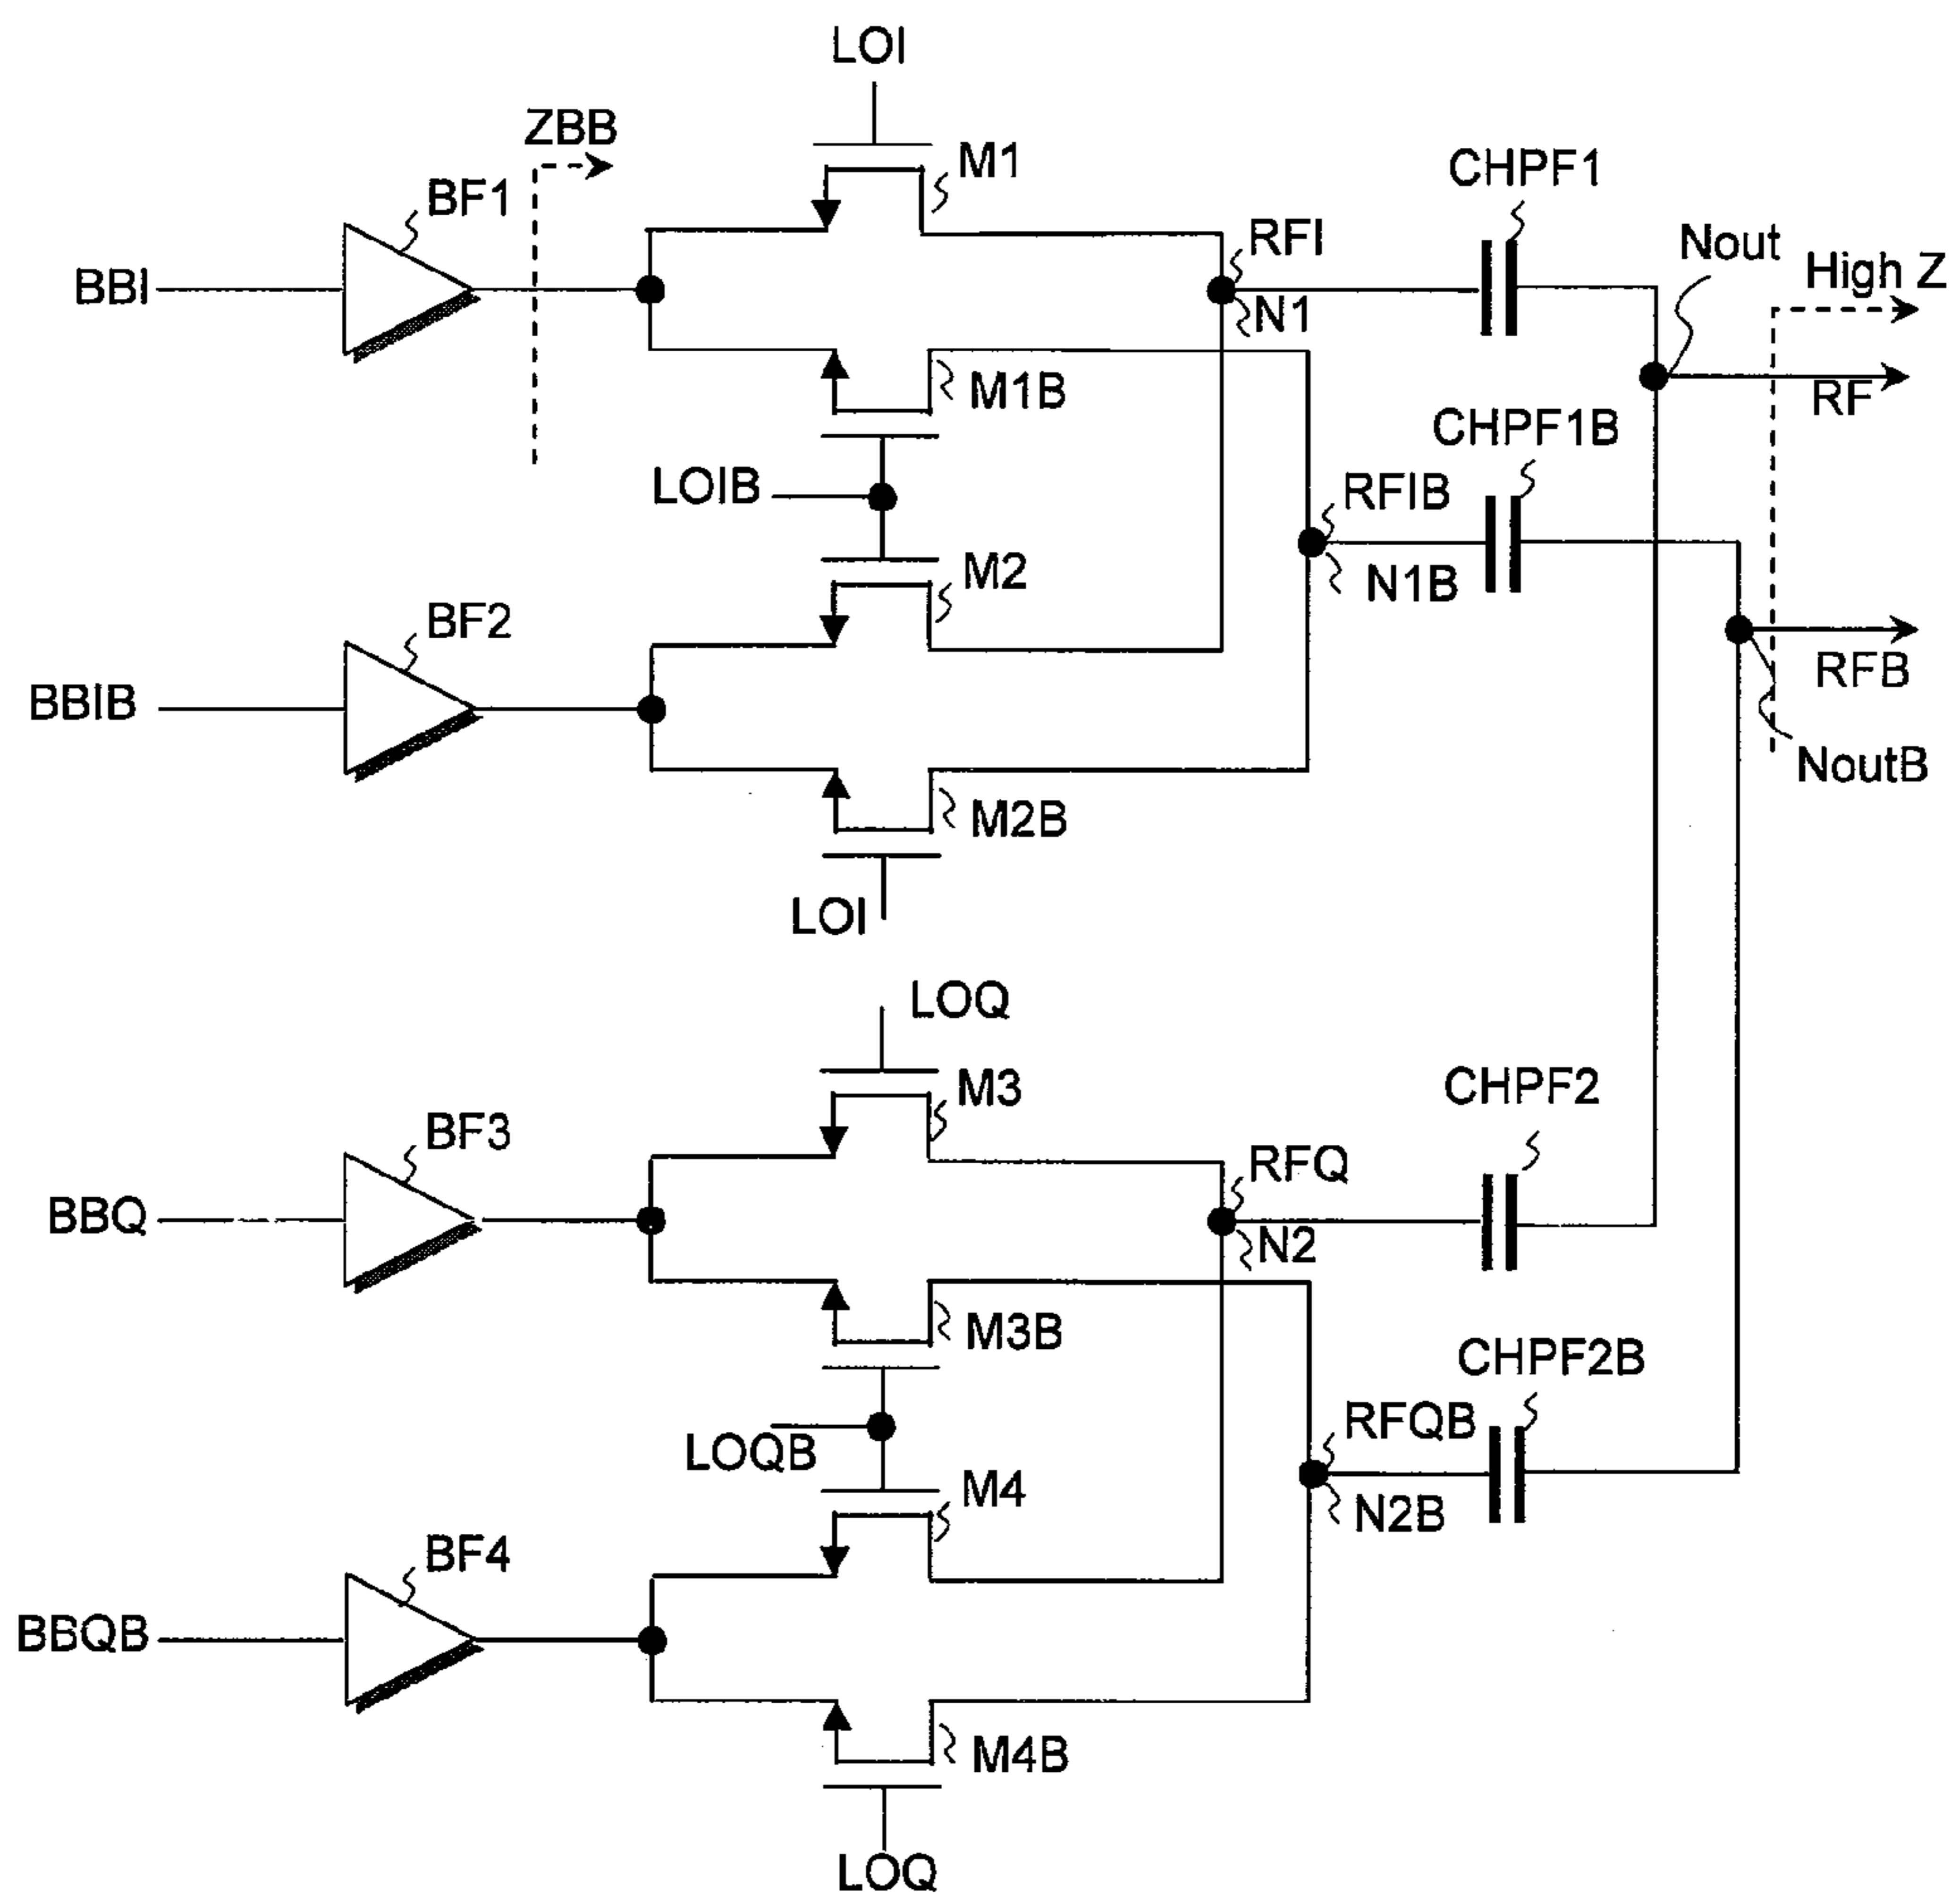 LOI
ZBB
M1
CHPF1
BF1
Nout
RFI
High Z
BBI
N1
M1B
RF
CHPF1B
LOIB
RFIB
M2
N1B
BF2
BBIB
RFB
NoutB
M2B
LOI
LOQ
M3
CHPF2
BF3
RFQ
BBQ
N2
M3B
CHPF2B
RFQB
LOQB
M4
N2B
BF4
BBQB
M4B
LOQ